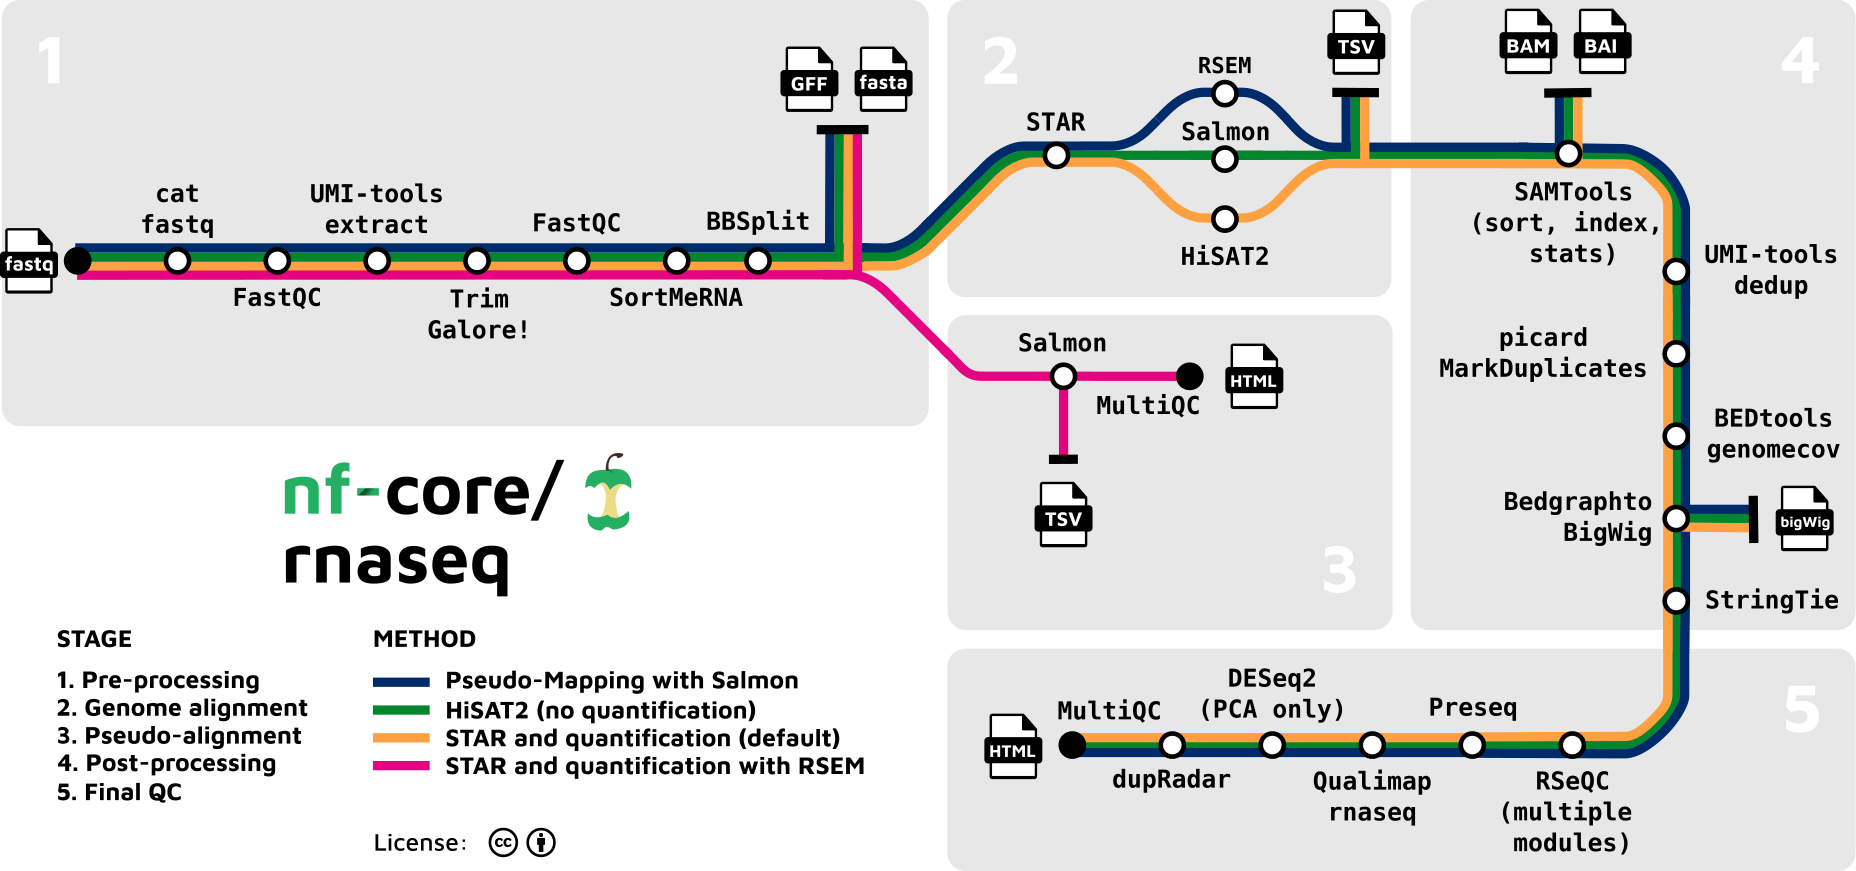 1
GFF
fasta
cat
fastq
UMI-tools
extract
FastQC
BBSplit
fastq
FastQC
Trim
Galore!
SortMeRNA
2
RSEM
TSV
STAR
Salmon
HiSAT2
4
BAM
BAI
SAMTools
(sort, index,
stats)
UMI-tools
dedup
picard
MarkDuplicates
BEDtools
genomecov
Bedgraphto
BigWig
bigWig
StringTie
Salmon
MultiQC
HTML
TSV
3
nf-core/
rnaseq
STAGE
1. Pre-processing
2. Genome alignment
3. Pseudo-alignment
4. Post-processing
5. Final QC
METHOD
Pseudo-Mapping with Salmon
HiSAT2 (no quantification)
STAR and quantification (default)
STAR and quantification with RSEM
License:
cc
5
HTML
MultiQC
dupRadar
DESeq2
(PCA only)
Qualimap
rnaseq
Preseq
RSeQC
(multiple
modules)